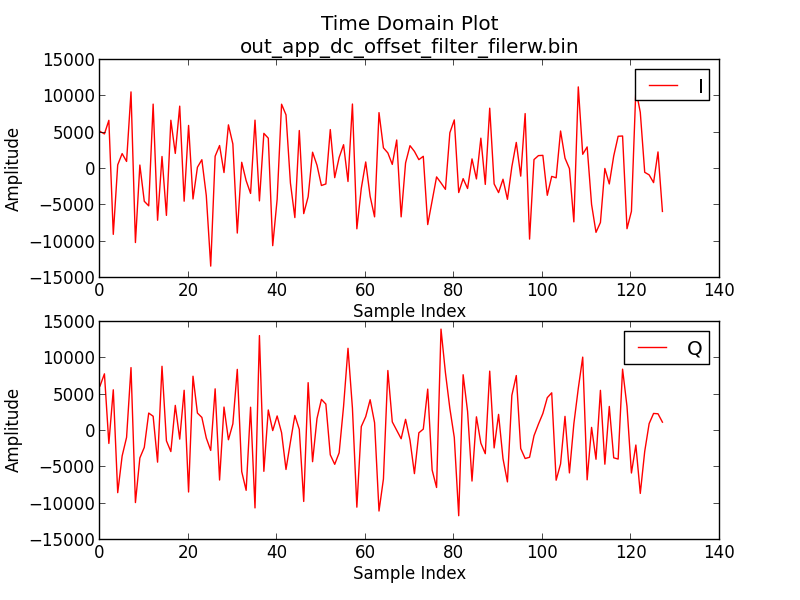 Time Domain Plot
out_app_dc_offset_filter_filerw.bin
15000
10000
5000
0
−5000
−10000
−15000
Amplitude
I
0 20 40 60 80 100 120 140
Sample Index
15000
10000
5000
0
−5000
−10000
−15000
Amplitude
Q
0 20 40 60 80 100 120 140
Sample Index